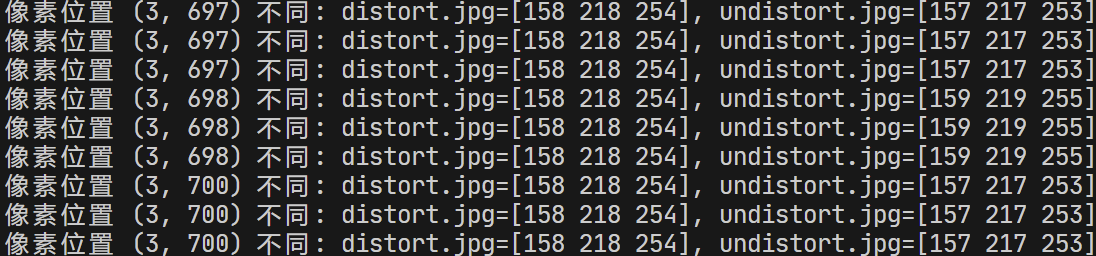 像素位置 (3, 697) 不同: distort.jpg=[158 218 254], undistort.jpg=[157 217 253]
像素位置 (3, 697) 不同: distort.jpg=[158 218 254], undistort.jpg=[157 217 253]
像素位置 (3, 697) 不同: distort.jpg=[158 218 254], undistort.jpg=[157 217 253]
像素位置 (3, 698) 不同: distort.jpg=[158 218 254], undistort.jpg=[159 219 255]
像素位置 (3, 698) 不同: distort.jpg=[158 218 254], undistort.jpg=[159 219 255]
像素位置 (3, 698) 不同: distort.jpg=[158 218 254], undistort.jpg=[159 219 255]
像素位置 (3, 700) 不同: distort.jpg=[158 218 254], undistort.jpg=[157 217 253]
像素位置 (3, 700) 不同: distort.jpg=[158 218 254], undistort.jpg=[157 217 253]
像素位置 (3, 700) 不同: distort.jpg=[158 218 254], undistort.jpg=[157 217 253]